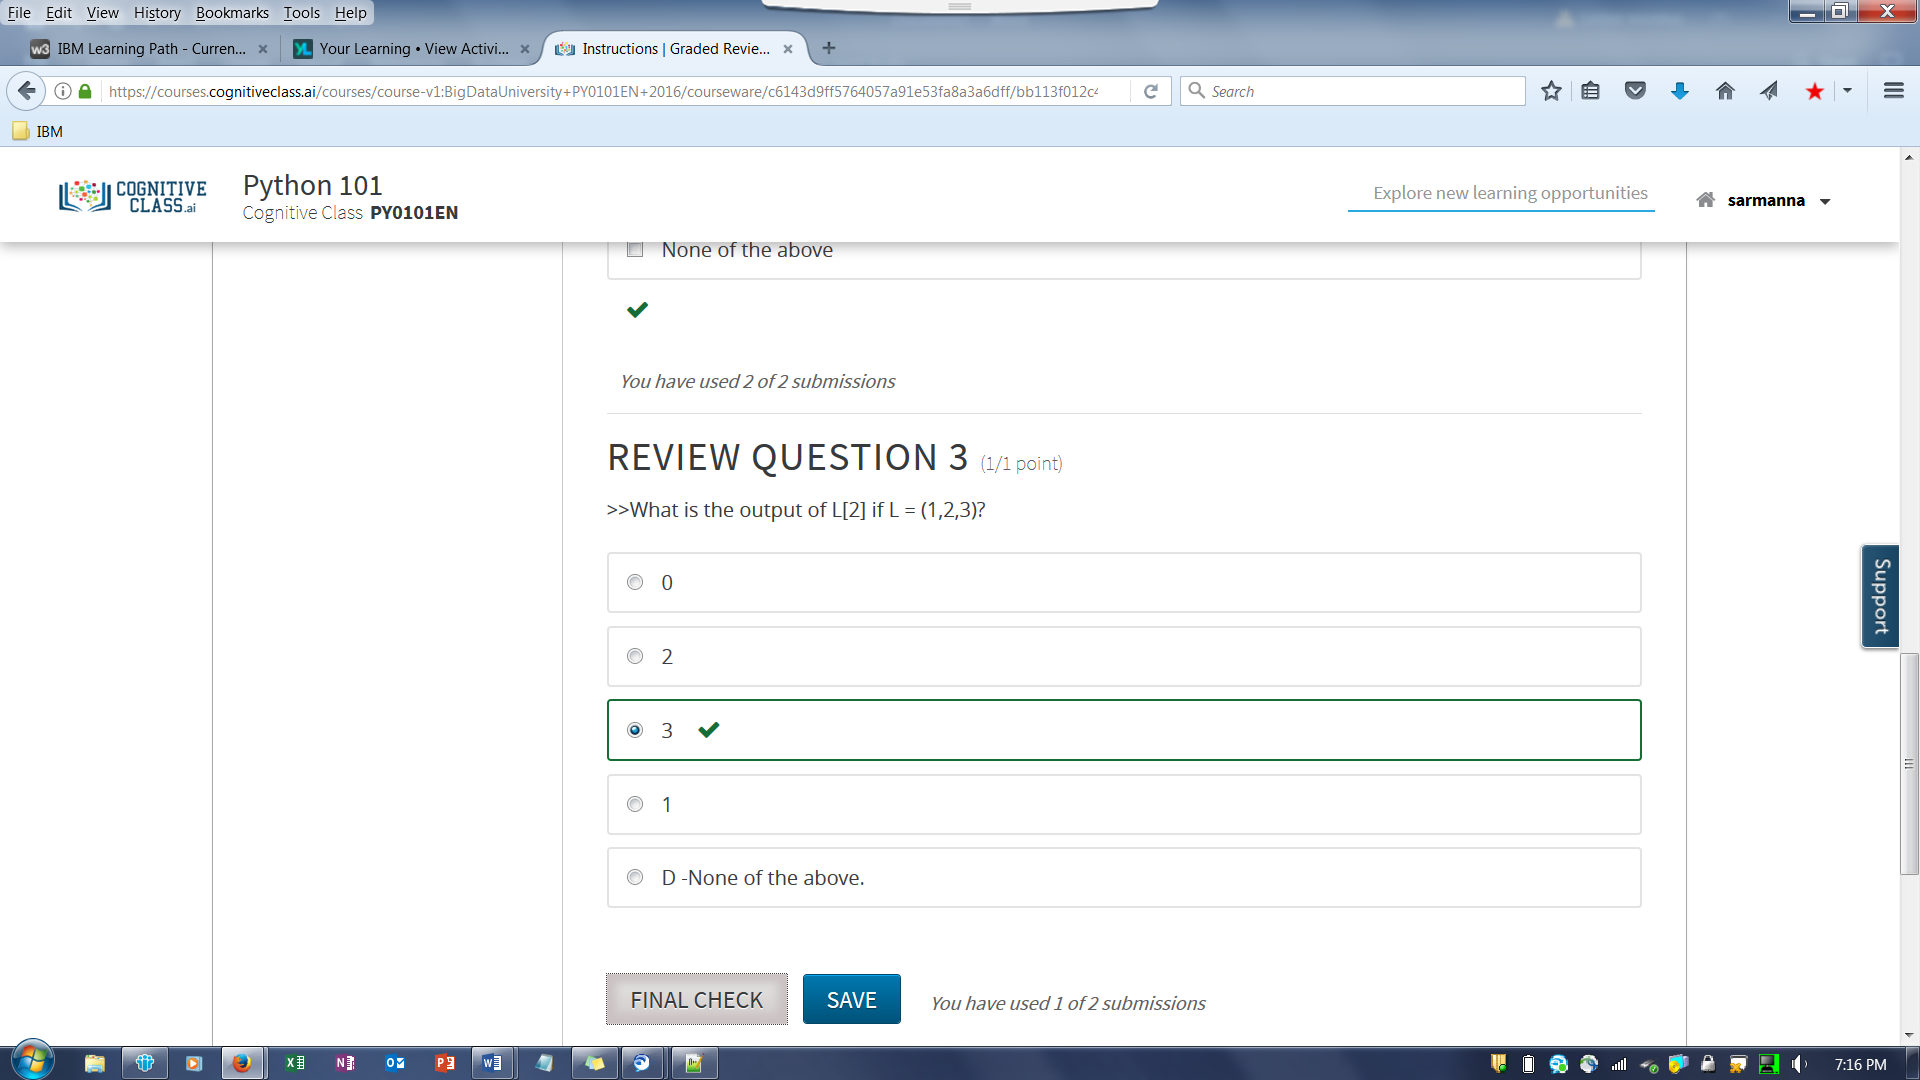 File Edit View History Bookmarks Tools Help
w3 IBM Learning Path - Curren... × YL Your Learning • View Activi... × Instructions | Graded Revie... × +
https://courses.cognitiveclass.ai/courses/course-v1:BigDataUniversity+PY0101EN+2016/courseware/c6143d9ff5764057a91e53fa8a3a6dff/bb113f012c4 Search
IBM
COGNITIVE
CLASS.ai
Python 101
Cognitive Class PY0101EN
Explore new learning opportunities
sarmanna
None of the above
You have used 2 of 2 submissions
REVIEW QUESTION 3 (1/1 point)
>>What is the output of L[2] if L = (1,2,3)?
0
2
3
1
D -None of the above.
Support
FINAL CHECK SAVE You have used 1 of 2 submissions
7:16 PM